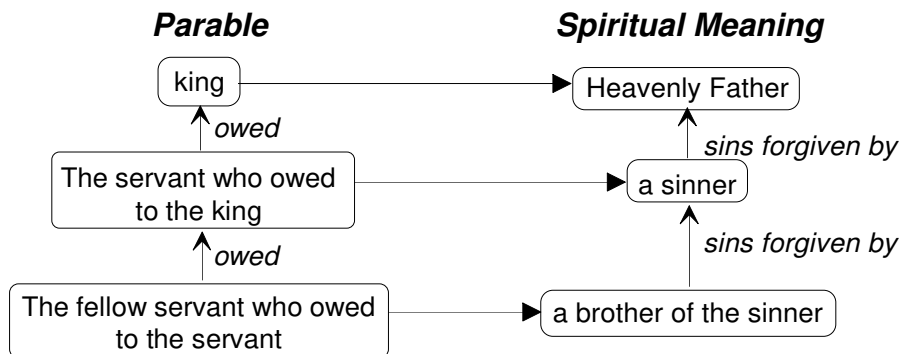 Parable
Spiritual Meaning
king
Heavenly Father
owed
sins forgiven by
The servant who owed
to the king
a sinner
owed
sins forgiven by
The fellow servant who owed
to the servant
a brother of the sinner